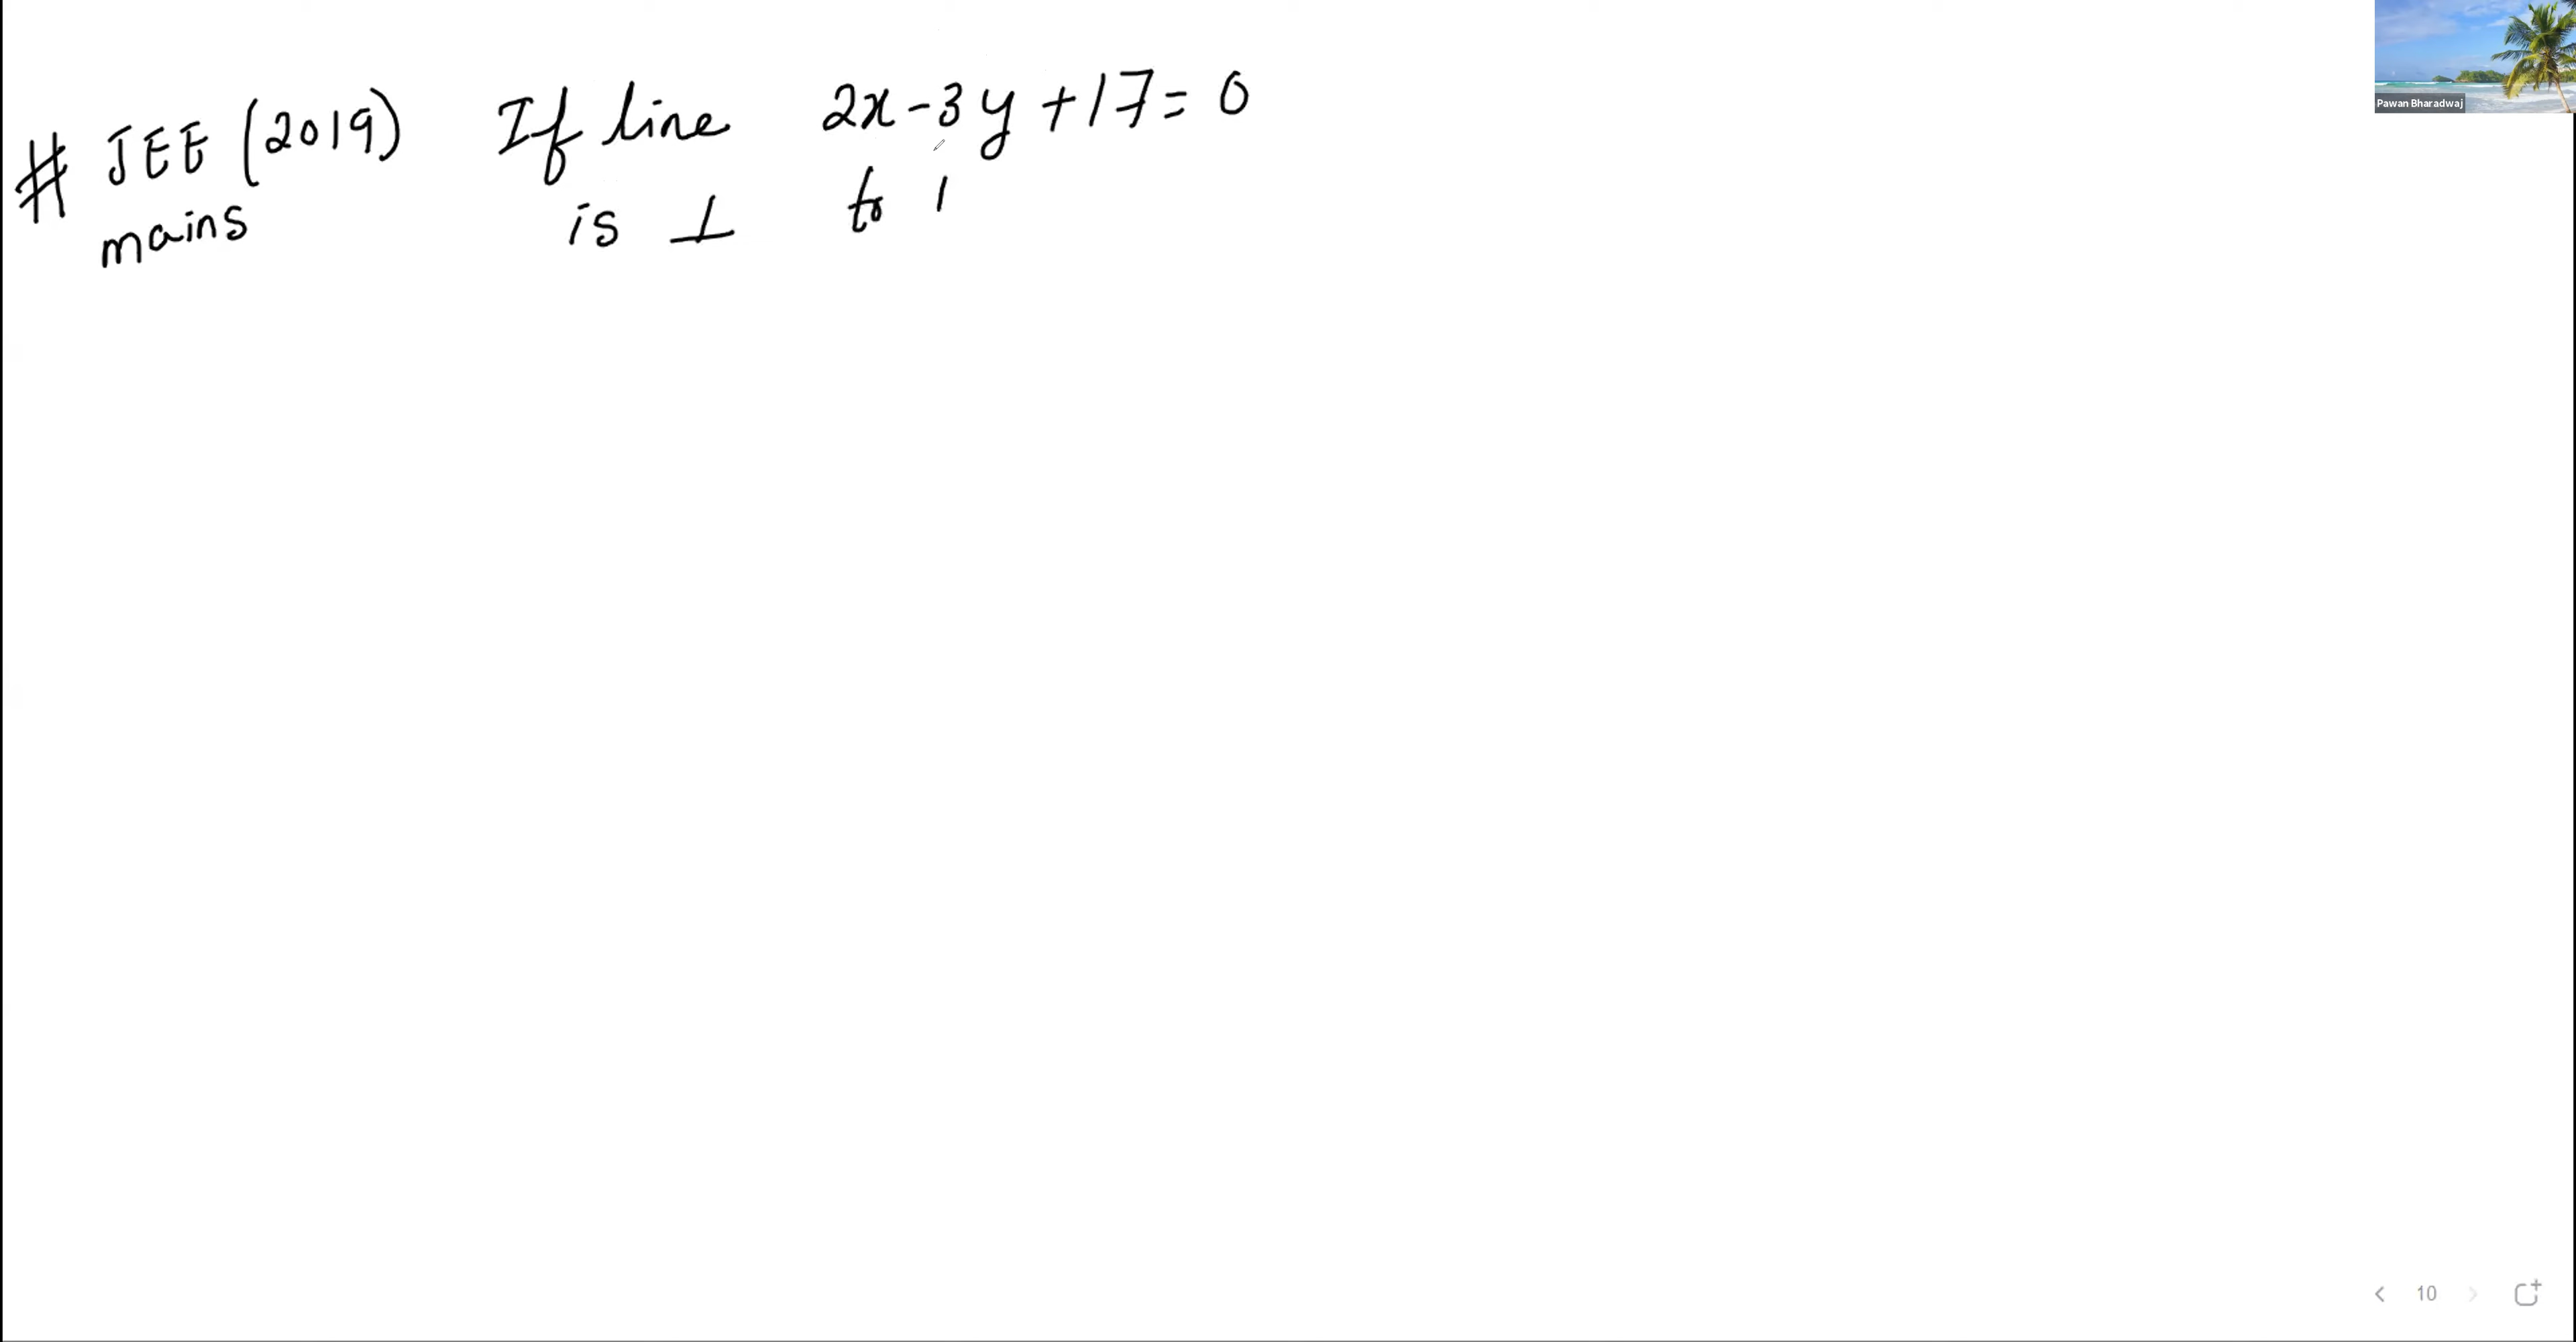 # JEE (2019) If line 2x-3y+17=0
mains is ⊥ to
Pawan Bharadwaj
10